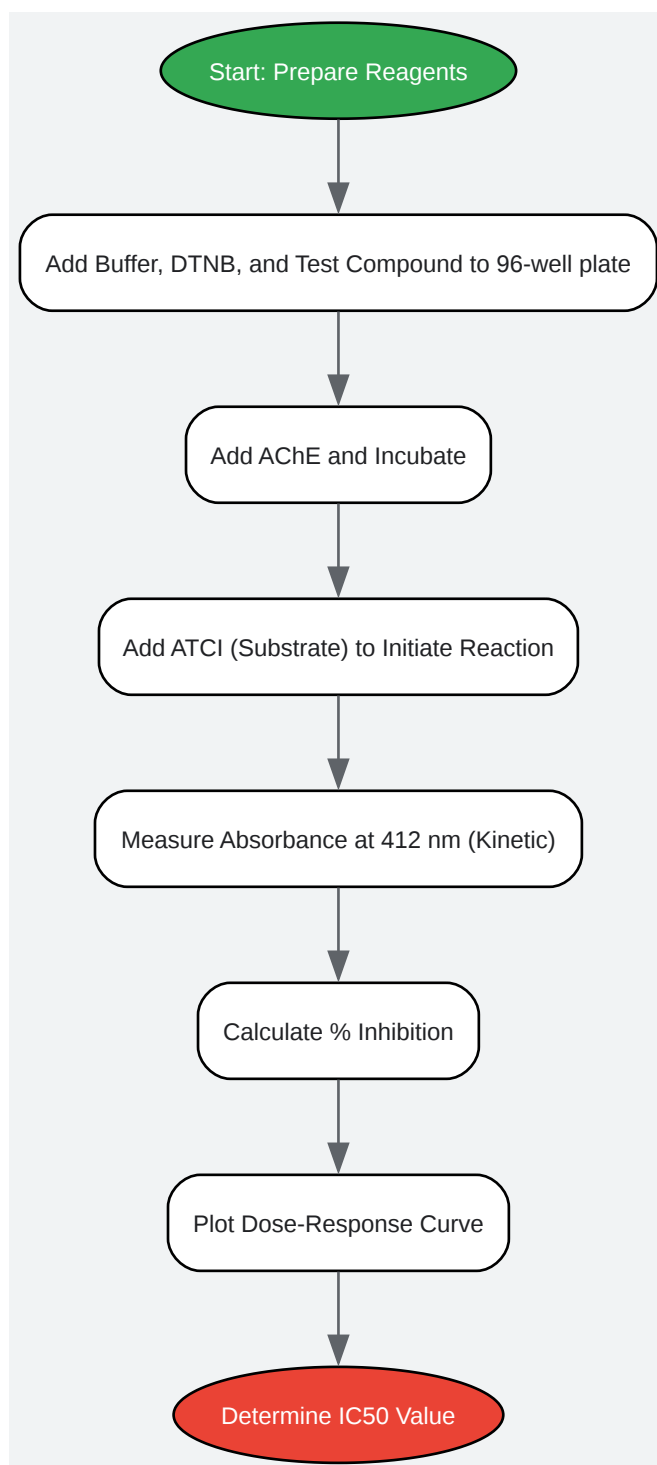 Start: Prepare Reagents
Add Buffer, DTNB, and Test Compound to 96-well plate
Add AChE and Incubate
Add ATCI (Substrate) to Initiate Reaction
Measure Absorbance at 412 nm (Kinetic)
Calculate % Inhibition
Plot Dose-Response Curve
Determine IC50 Value